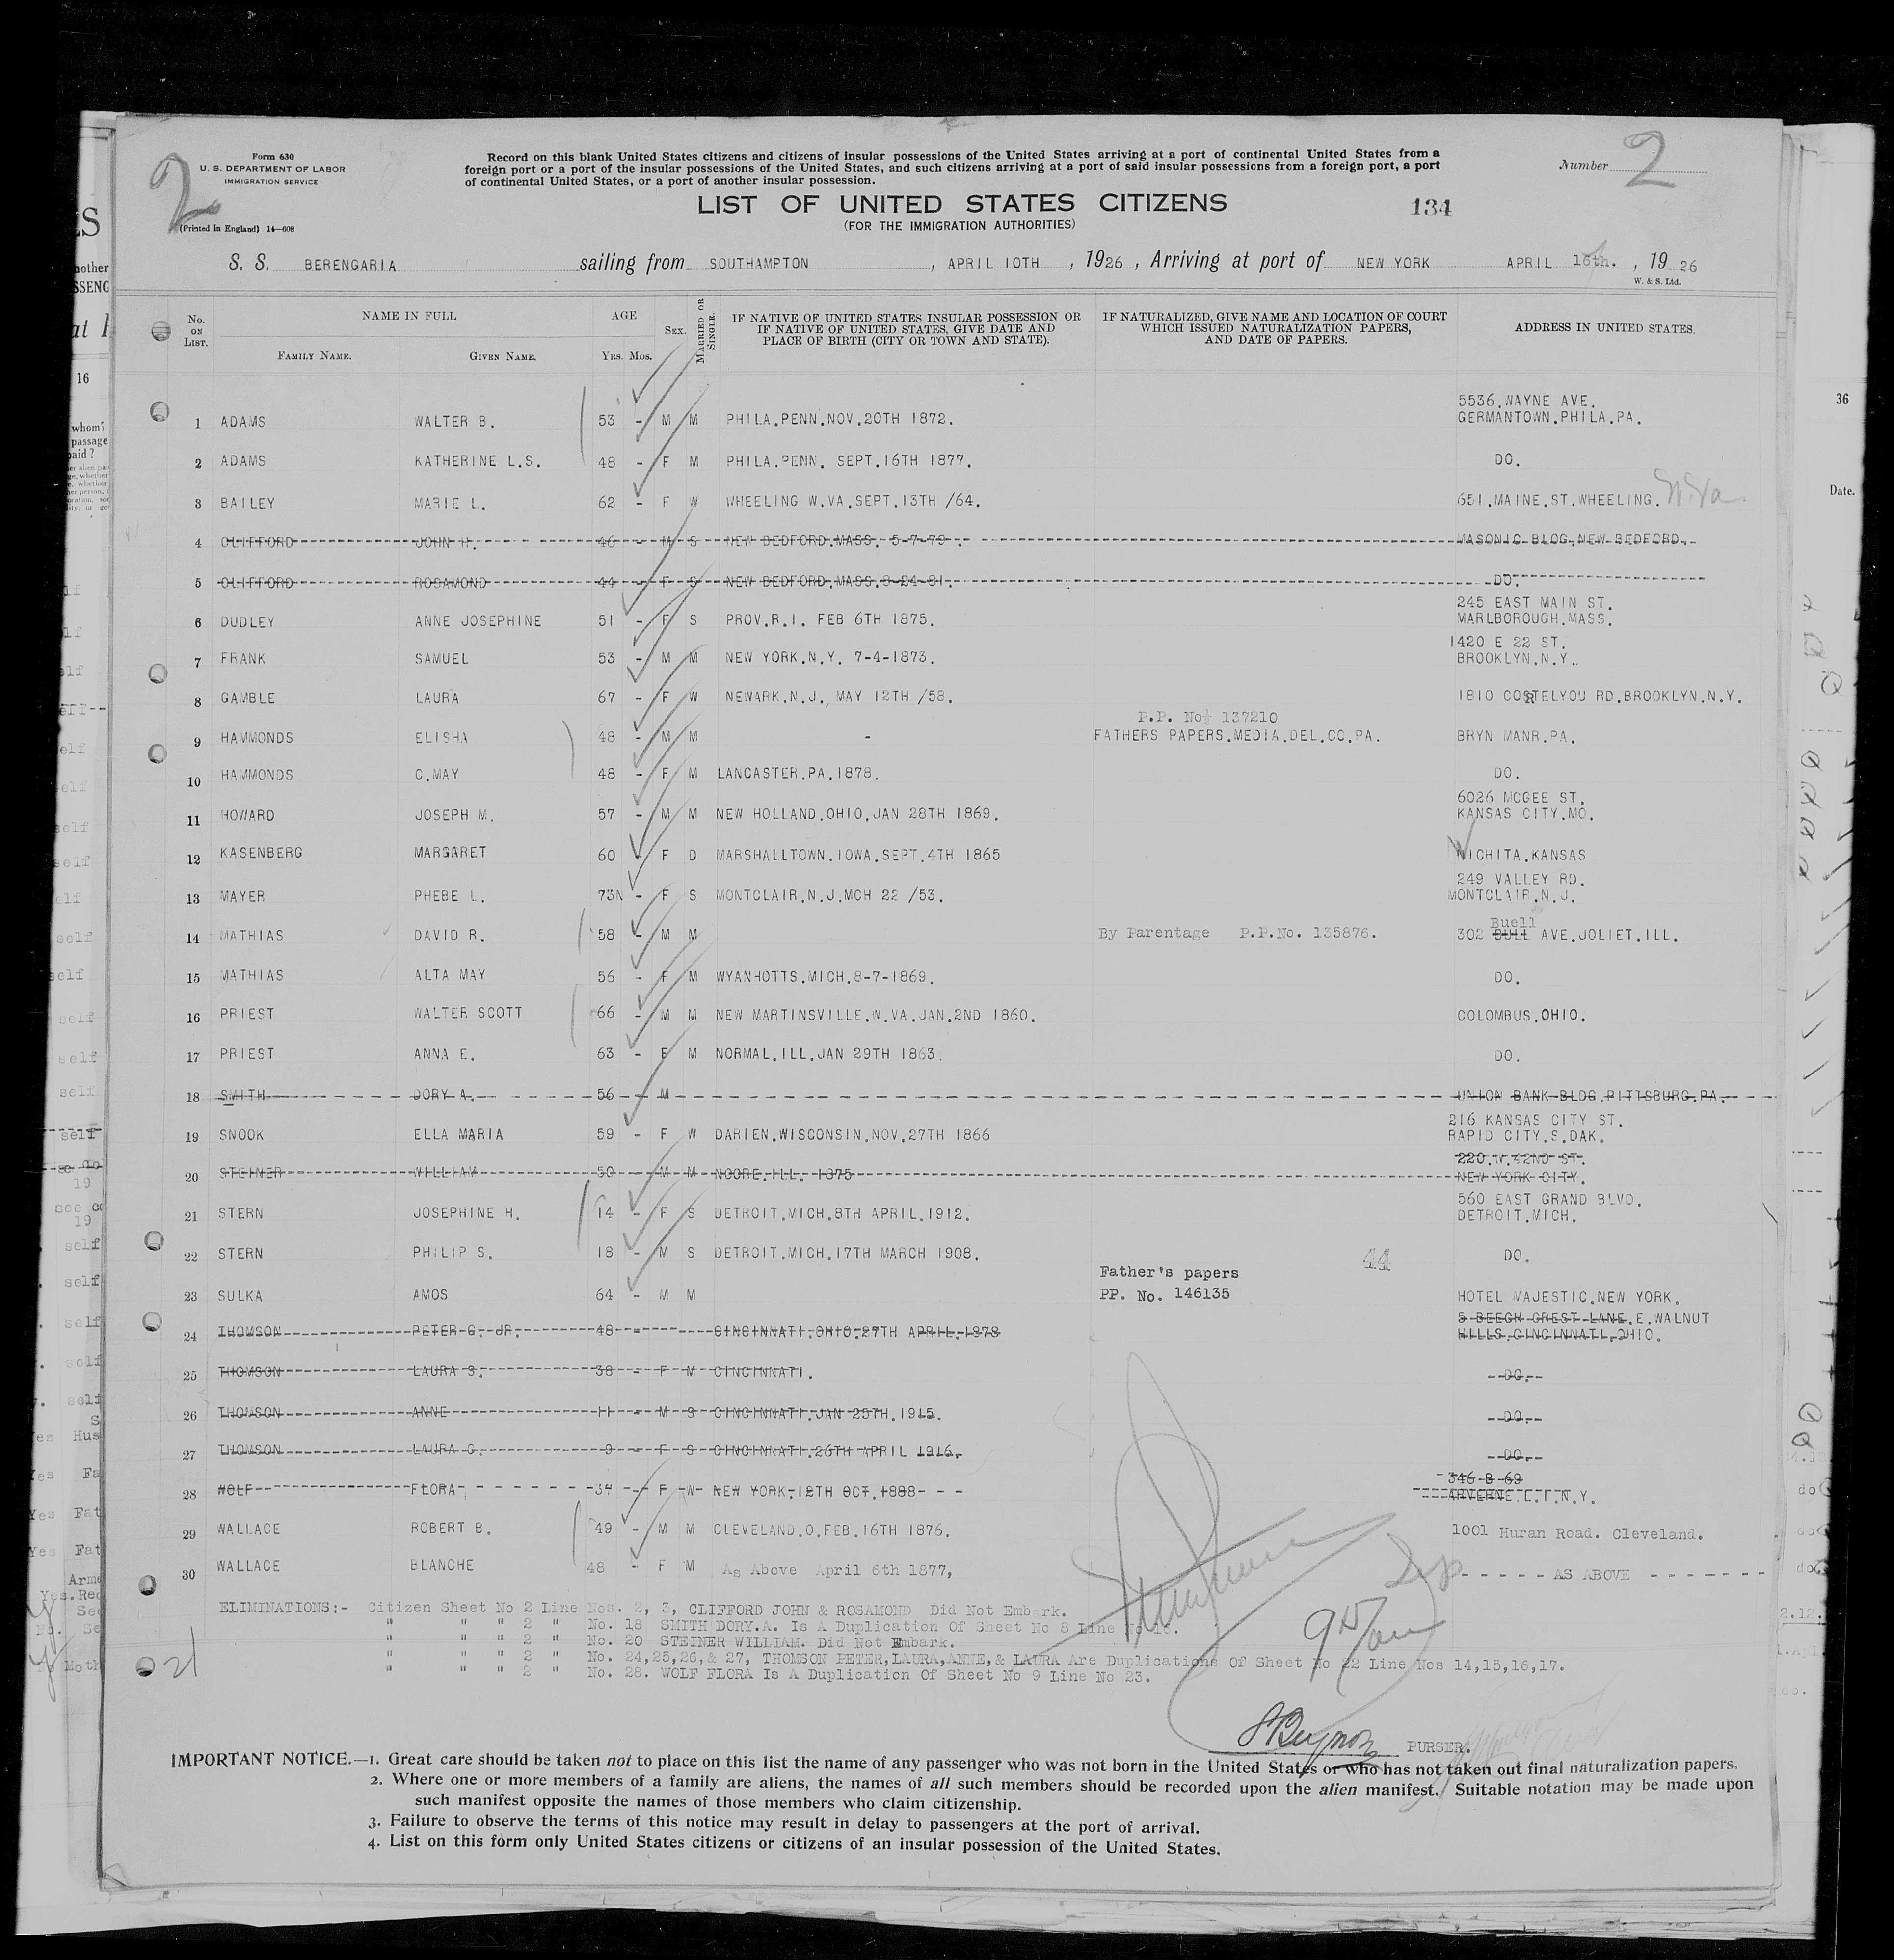 Form 630
U. S. DEPARTMENT OF LABOR
IMMIGRATION SERVICE
2
(Printed in England) 14—608
Record on this blank United States citizens and citizens of insular possessions of the United States arriving at a port of continental United States from a
foreign port or a port of the insular possessions of the United States, and such citizens arriving at a port of said insular possessions from a foreign port, a port
of continental United States, or a port of another insular possession.
Number 2
LIST OF UNITED STATES CITIZENS
(FOR THE IMMIGRATION AUTHORITIES)
134
S. S. BERENGARIA sailing from SOUTHAMPTON, APRIL 10TH, 1926, Arriving at port of NEW YORK APRIL 16th., 19 26
W. & S. Ltd.
No. ON LIST. NAME IN FULL FAMILY NAME. GIVEN NAME. AGE YRS. MOS. SEX. MARRIED OR SINGLE. IF NATIVE OF UNITED STATES INSULAR POSSESSION OR IF NATIVE OF UNITED STATES, GIVE DATE AND PLACE OF BIRTH (CITY OR TOWN AND STATE). IF NATURALIZED, GIVE NAME AND LOCATION OF COURT WHICH ISSUED NATURALIZATION PAPERS, AND DATE OF PAPERS. ADDRESS IN UNITED STATES.
5536.WAYNE AVE.
1 ADAMS WALTER B. 53 - M M PHILA.PENN.NOV.20TH 1872. GERMANTOWN.PHILA.PA.
2 ADAMS KATHERINE L.S. 48 - F M PHILA.PENN. SEPT.16TH 1877. DO.
3 BAILEY MARIE L. 62 - F W WHEELING W.VA.SEPT.13TH /64. 651.MAINE.ST.WHEELING. W.Va
4 CLIFFORD JOHN H. 46 - M S NEW BEDFORD.MASS. 5-7-79 . MASONIC BLDG.NEW BEDFORD.
5 CLIFFORD ROSAMOND 44 - F S NEW BEDFORD.MASS.8-24-81. DO.
245 EAST MAIN ST.
6 DUDLEY ANNE JOSEPHINE 51 - F S PROV.R.I. FEB 6TH 1875. MARLBOROUGH.MASS.
1420 E 22 ST.
7 FRANK SAMUEL 53 - M M NEW YORK.N.Y. 7-4-1873. BROOKLYN.N.Y.
8 GAMBLE LAURA 67 - F W NEWARK.N.J., MAY 12TH /58. 1810 CORTELYOU RD.BROOKLYN.N.Y.
P.P. No. 137210
9 HAMMONDS ELISHA 48 - M M - FATHERS PAPERS.MEDIA.DEL.CO.PA. BRYN MANR.PA.
10 HAMMONDS C.MAY 48 - F M LANCASTER.PA.1878. DO.
6026 MCGEE ST.
11 HOWARD JOSEPH M. 57 - M M NEW HOLLAND.OHIO.JAN 28TH 1869. KANSAS CITY.MO.
12 KASENBERG MARGARET 60 - F D MARSHALLTOWN.IOWA.SEPT.4TH 1865 WICHITA.KANSAS
249 VALLEY RD.
13 MAYER PHEBE L. 73N - F S MONTCLAIR.N.J.MCH 22 /53. MONTCLAIR.N.J.
Buell
14 MATHIAS DAVID R. 58 - M M By Parentage P.P.No. 135876. 302 BULL AVE.JOLIET.ILL.
15 MATHIAS ALTA MAY 56 - F M WYANHOTTS.MICH.8-7-1869. DO.
16 PRIEST WALTER SCOTT 66 - M M NEW MARTINSVILLE.W.VA.JAN.2ND 1860. COLOMBUS.OHIO.
17 PRIEST ANNA E. 63 - F M NORMAL.ILL.JAN 29TH 1863. DO.
18 SMITH DORY A. 56 - M UNION BANK BLDG.PITTSBURG.PA.
216 KANSAS CITY ST.
19 SNOOK ELLA MARIA 59 - F W DARIEN.WISCONSIN.NOV.27TH 1866 RAPID CITY.S.DAK.
220.W.42ND ST.
20 STEINER WILLIAM 50 - M M NOORE.ILL. 1875 NEW YORK CITY.
560 EAST GRAND BLVD.
21 STERN JOSEPHINE H. 14 - F S DETROIT.MICH.8TH APRIL.1912. DETROIT.MICH.
22 STERN PHILIP S. 18 - M S DETROIT.MICH.17TH MARCH 1908. 44 DO.
Father's papers
23 SULKA AMOS 64 - M M PP. No. 146135 HOTEL MAJESTIC.NEW YORK.
5 BEECH CREST LANE.E.WALNUT
24 THOMSON PETER G. JR. 48 - CINCINNATI.OHIO.27TH APRIL.1878 HILLS.CINCINNATI,OHIO.
25 THOMSON LAURA S. 38 - F M CINCINNATI. DO.
26 THOMSON ANNE 11 - M S CINCINNATI.JAN 25TH.1915. DO.
27 THOMSON LAURA G. 9 - F S CINCINNATI.26TH APRIL 1916. DO.
346 B 69
28 WOLF FLORA 37 - F W NEW YORK.12TH OCT.1888 ARVERNE.L.I.N.Y.
29 WALLACE ROBERT B. 49 - M M CLEVELAND.O.FEB.16TH 1876. 1001 Huran Road. Cleveland.
30 WALLACE BLANCHE 48 - F M As Above April 6th 1877, AS ABOVE
ELIMINATIONS:- Citizen Sheet No 2 Line Nos. 2, 3, CLIFFORD JOHN & ROSAMOND Did Not Embark.
" " " 2 " No. 18 SMITH DORY.A. Is A Duplication Of Sheet No 8 Line No 18.
" " " 2 " No. 20 STEINER WILLIAM. Did Not Embark.
" " " 2 " No. 24,25,26,& 27, THOMSON PETER,LAURA,ANNE,& LAURA Are Duplications Of Sheet No 22 Line Nos 14,15,16,17.
" " " 2 " No. 28. WOLF FLORA Is A Duplication Of Sheet No 9 Line No 23.
21
PURSER.
IMPORTANT NOTICE.—1. Great care should be taken not to place on this list the name of any passenger who was not born in the United States or who has not taken out final naturalization papers.
2. Where one or more members of a family are aliens, the names of all such members should be recorded upon the alien manifest. Suitable notation may be made upon
such manifest opposite the names of those members who claim citizenship.
3. Failure to observe the terms of this notice may result in delay to passengers at the port of arrival.
4. List on this form only United States citizens or citizens of an insular possession of the United States.